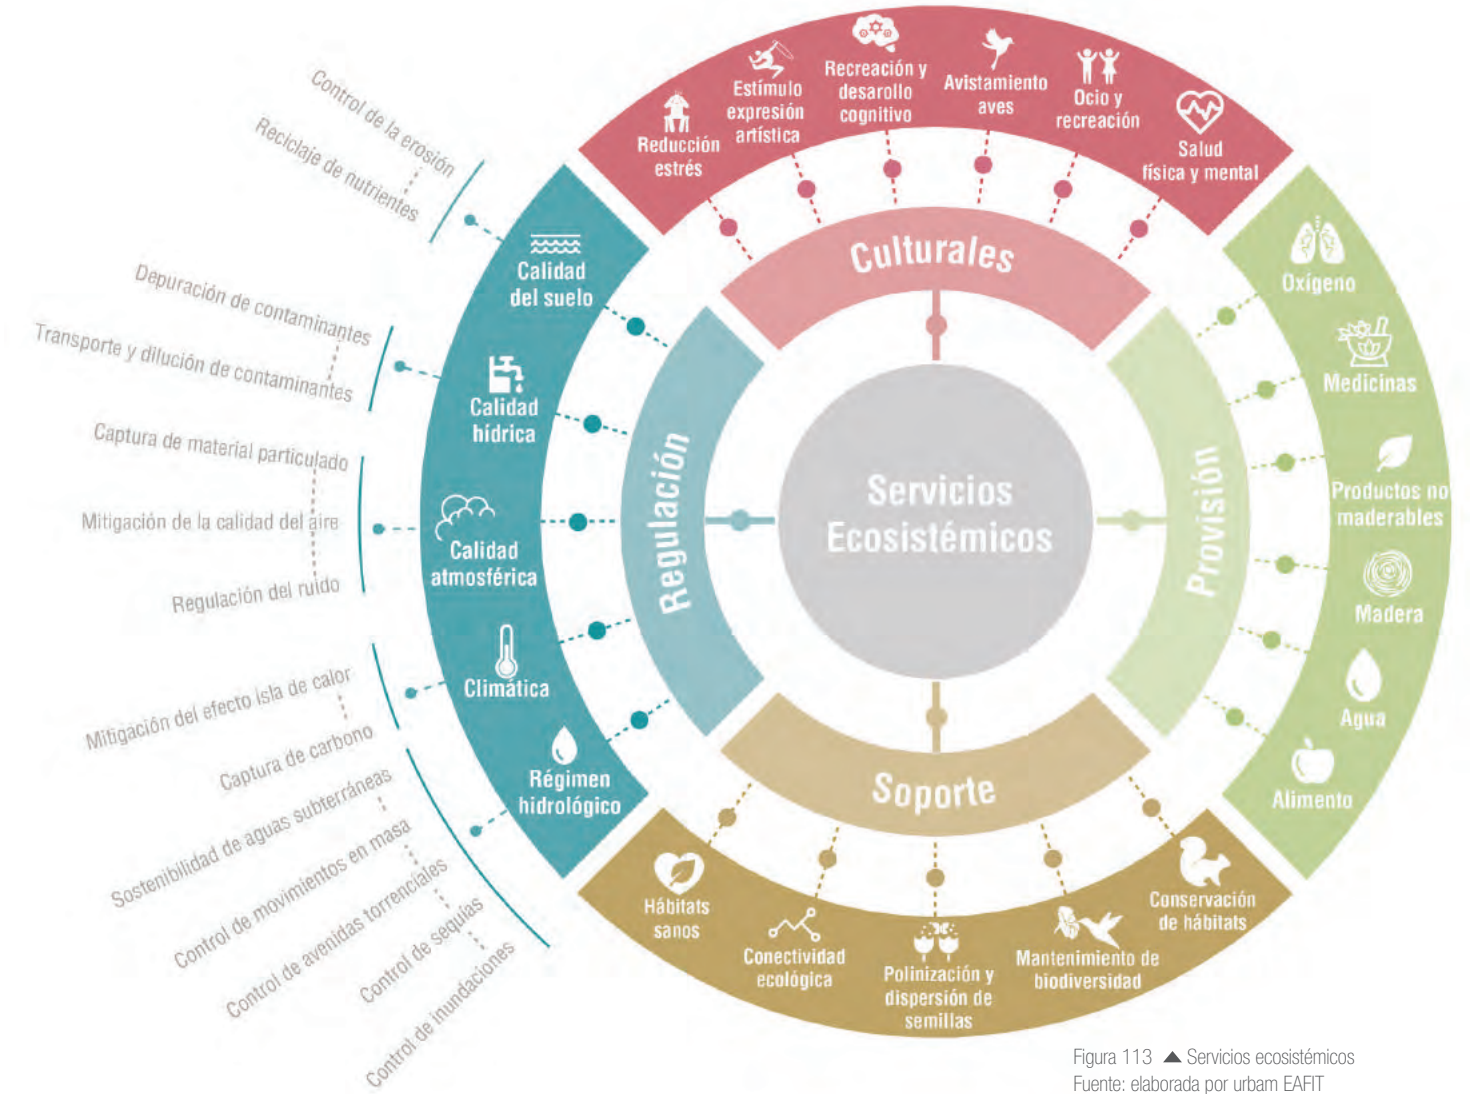 Servicios
Ecosistémicos
Culturales
Reducción
estrés
Estímulo
expresión
artística
Recreación y
desarollo
cognitivo
Avistamiento
aves
Ocio y
recreación
Salud
física y mental
Provisión
Oxígeno
Medicinas
Productos no
maderables
Madera
Agua
Alimento
Soporte
Hábitats
sanos
Conectividad
ecológica
Polinización y
dispersión de
semillas
Mantenimiento de
biodiversidad
Conservación
de hábitats
Regulación
Calidad
del suelo
Control de la erosión
Reciclaje de nutrientes
Calidad
hídrica
Depuración de contaminantes
Transporte y dilución de contaminantes
Calidad
atmosférica
Captura de material particulado
Mitigación de la calidad del aire
Regulación del ruido
Climática
Mitigación del efecto isla de calor
Captura de carbono
Régimen
hidrológico
Sostenibilidad de aguas subterráneas
Control de movimientos en masa
Control de avenidas torrenciales
Control de sequías
Control de inundaciones
Figura 113 ▲ Servicios ecosistémicos
Fuente: elaborada por urbam EAFIT